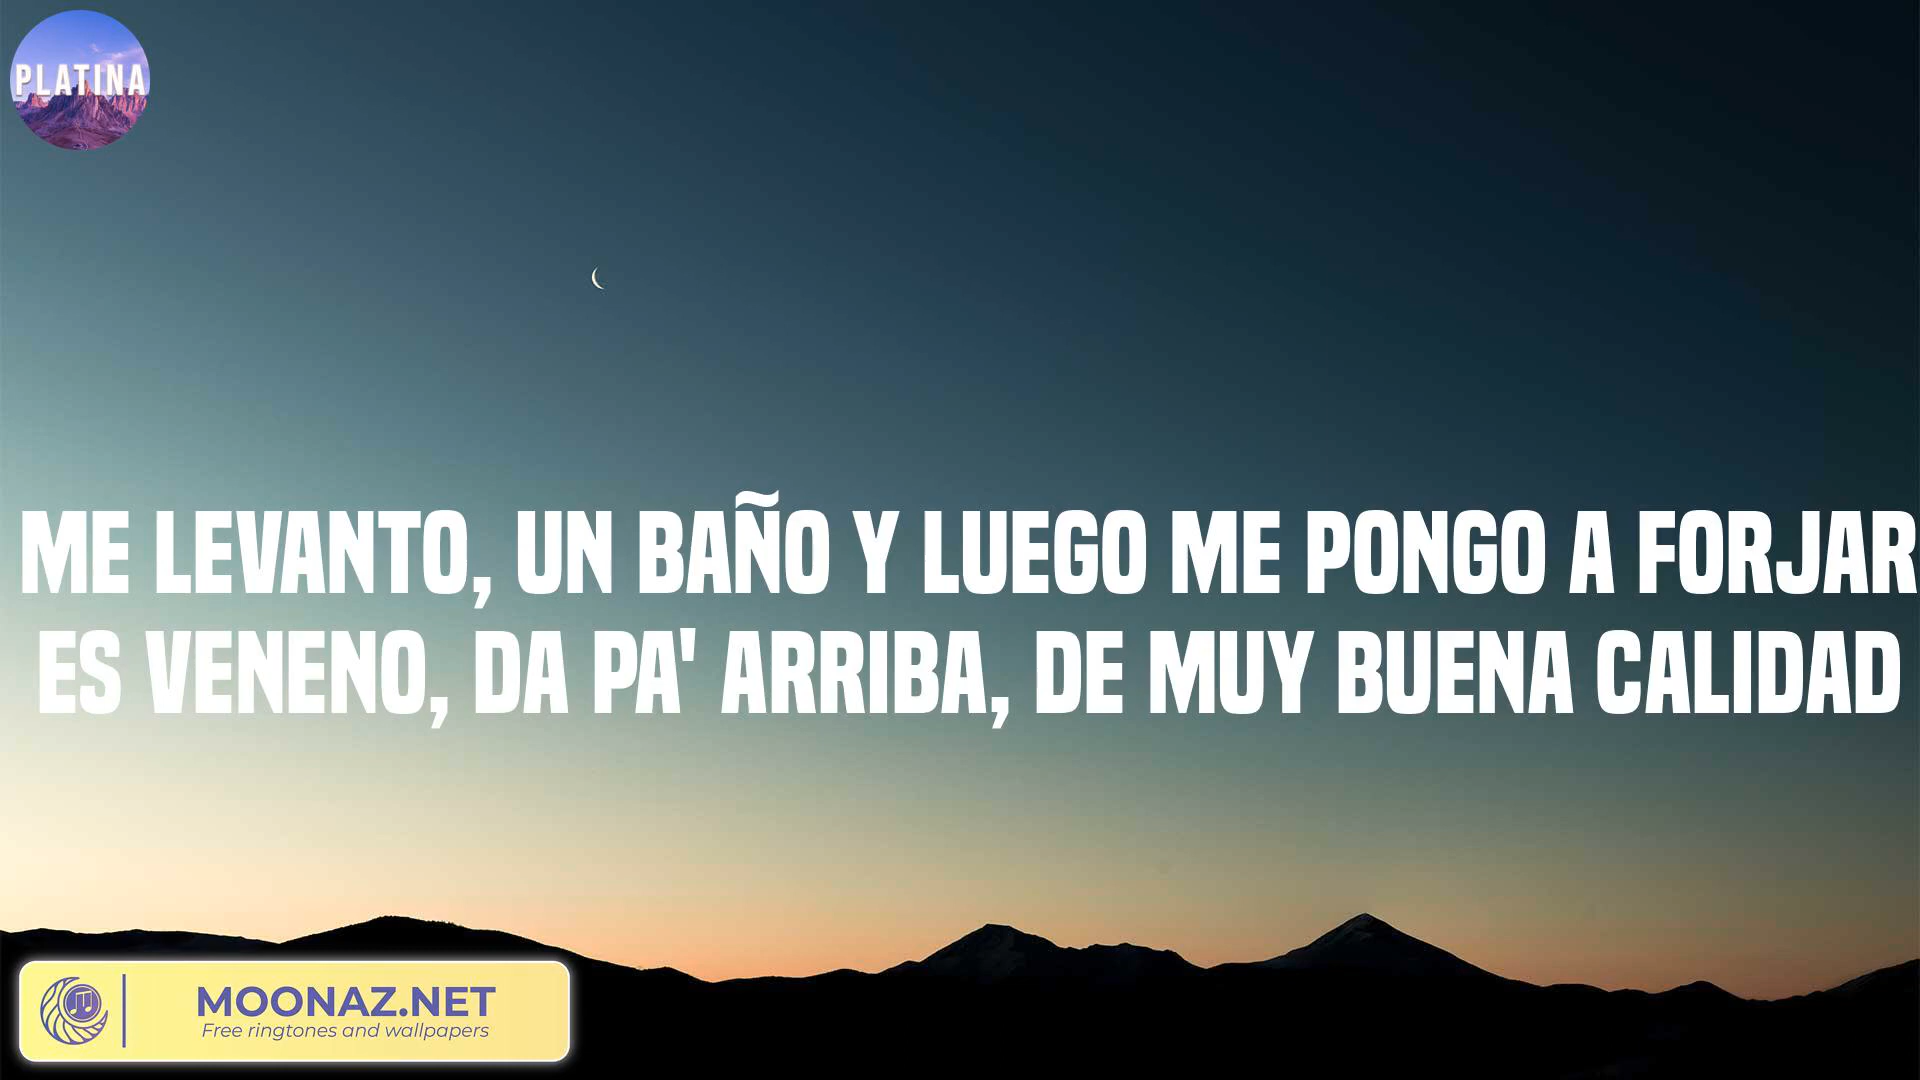 PLATINA
ME LEVANTO, UN BAÑO Y LUEGO ME PONGO A FORJAR
ES VENENO, DA PA' ARRIBA, DE MUY BUENA CALIDAD
MOONAZ.NET
Free ringtones and wallpapers